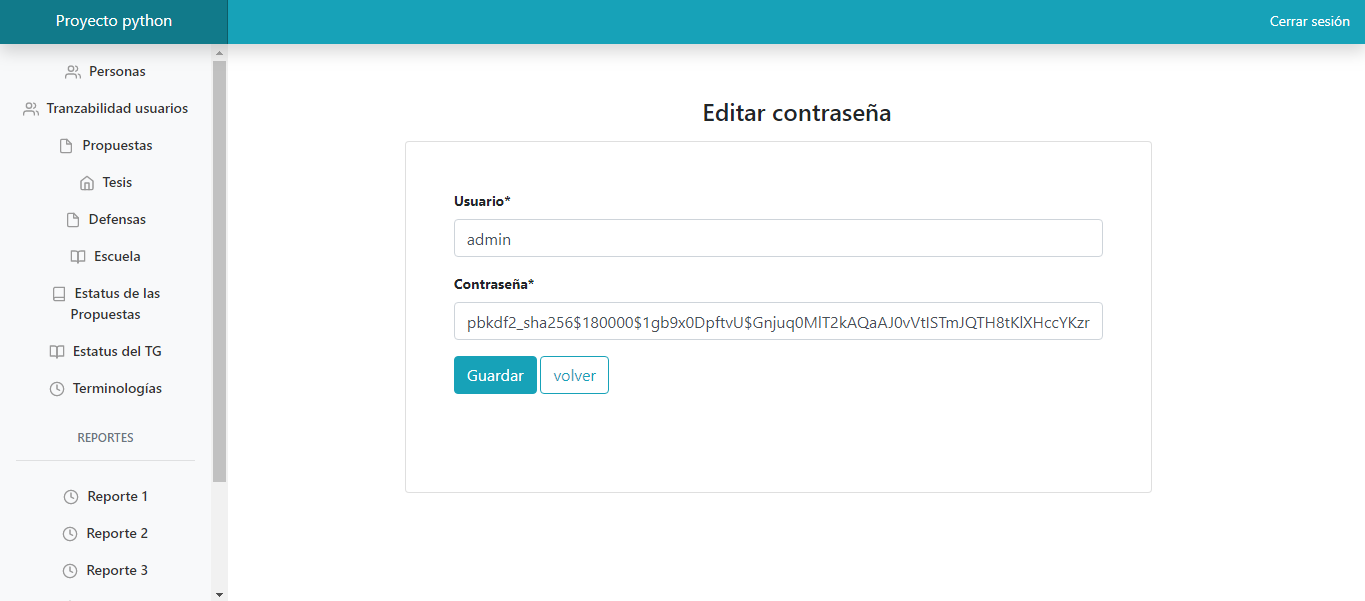 Proyecto python
Cerrar sesión
Personas
Tranzabilidad usuarios
Propuestas
Tesis
Defensas
Escuela
Estatus de las
Propuestas
Estatus del TG
Terminologías
REPORTES
Reporte 1
Reporte 2
Reporte 3
Editar contraseña
Usuario*
admin
Contraseña*
pbkdf2_sha256$180000$1gb9x0DpftvU$Gnjuq0MlT2kAQaAJ0vVtISTmJQTH8tKlXHccYKzr
Guardar
volver